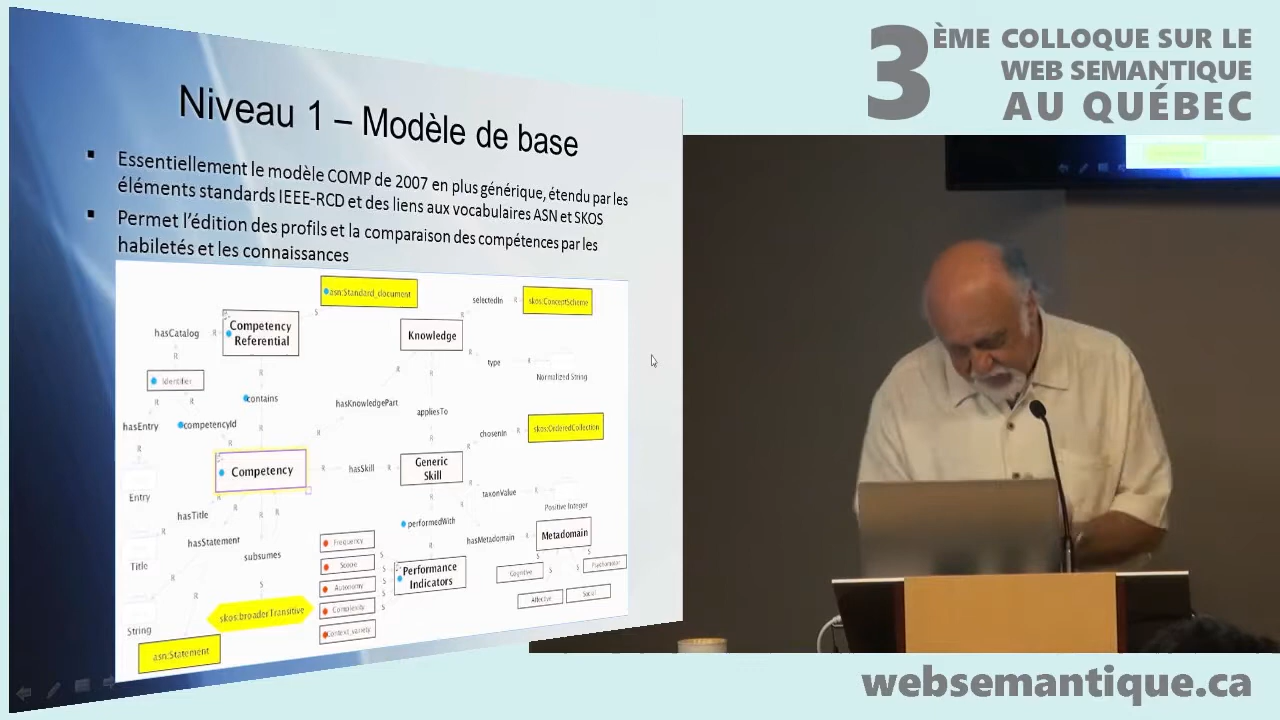 Niveau 1 – Modèle de base
▪ Essentiellement le modèle COMP de 2007 en plus générique, étendu par les
éléments standards IEEE-RCD et des liens aux vocabulaires ASN et SKOS
▪ Permet l'édition des profils et la comparaison des compétences par les
habiletés et les connaissances
asn:Standard_document
selectedIn
R
skos:ConceptScheme
hasCatalog
R
Competency
Referential
S
Knowledge
R
R
type
R
Normalized String
Identifier
R
R
R
contains
hasKnowledgePart
R
appliesTo
hasEntry
competencyId
R
R
R
R
chosenIn
R
skos:OrderedCollection
Competency
R
hasSkill
R
Generic
Skill
Entry
taxonValue
Positive Integer
hasTitle
R
R
R
hasStatement
subsumes
performedWith
R
hasMetadomain
R
Metadomain
Frequency
S
Scope
S
Autonomy
S
Complexity
S
Context_variety
Performance
Indicators
Cognitive
S
S
S
Psychomotor
Affective
Social
Title
R
S
skos:broaderTransitive
String
S
asn:Statement
3ÈME COLLOQUE SUR LE
WEB SEMANTIQUE
AU QUÉBEC
websemantique.ca